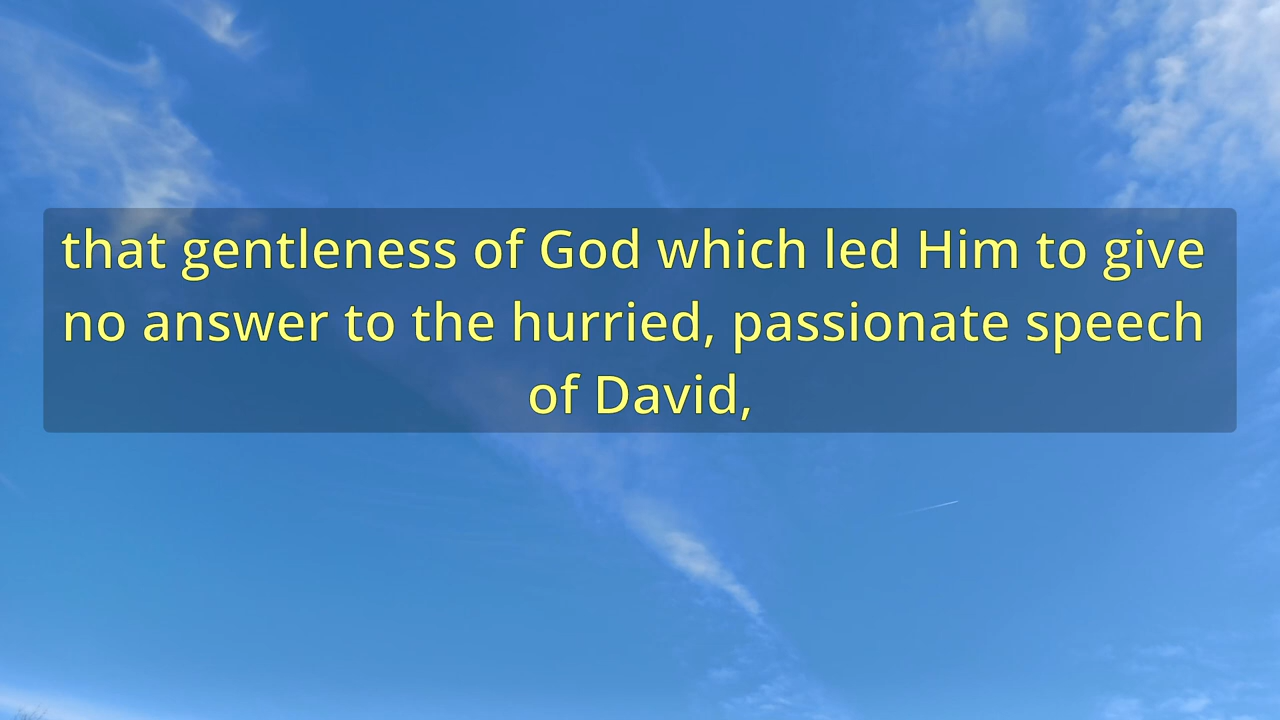 that gentleness of God which led Him to give
no answer to the hurried, passionate speech
of David,